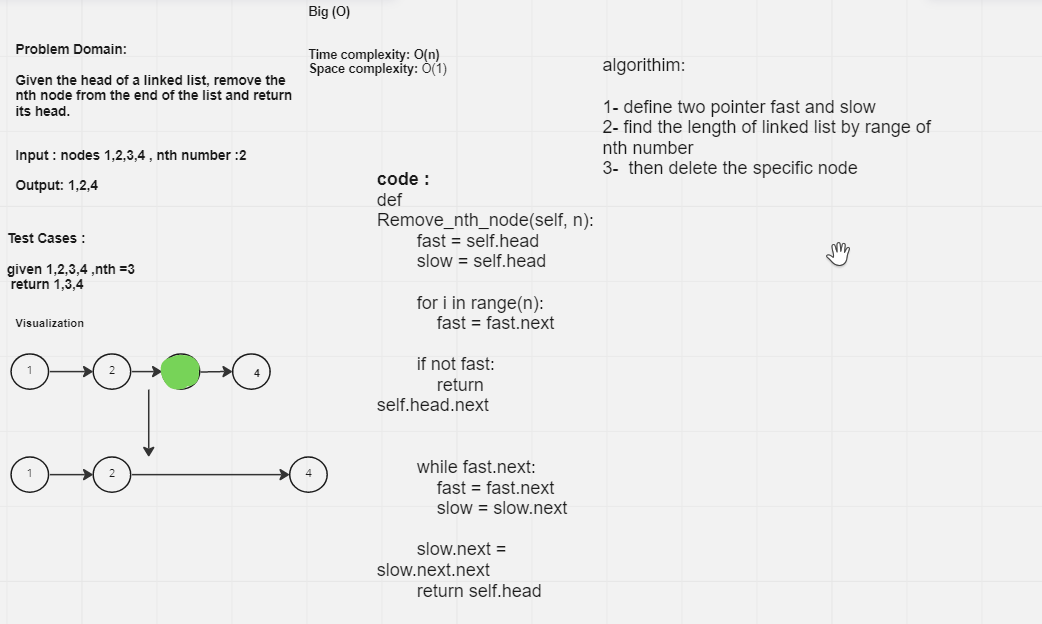 Big (O)
Time complexity: O(n)
Space complexity: O(1)
Problem Domain:
Given the head of a linked list, remove the
nth node from the end of the list and return
its head.
Input : nodes 1,2,3,4 , nth number :2
Output: 1,2,4
Test Cases :
given 1,2,3,4 ,nth =3
return 1,3,4
Visualization
1
2
4
1
2
4
code :
def
Remove_nth_node(self, n):
fast = self.head
slow = self.head
for i in range(n):
fast = fast.next
if not fast:
return
self.head.next
while fast.next:
fast = fast.next
slow = slow.next
slow.next =
slow.next.next
return self.head
algorithim:
1- define two pointer fast and slow
2- find the length of linked list by range of
nth number
3- then delete the specific node